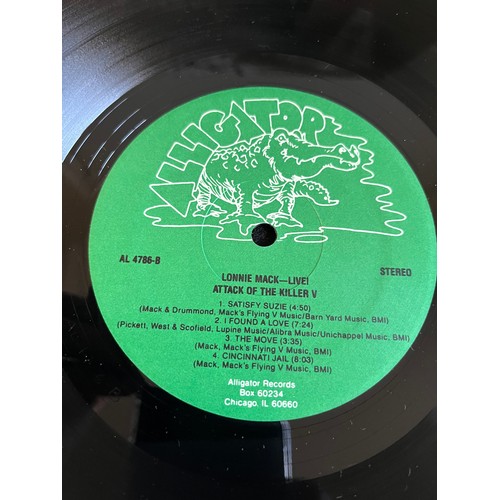 ALLIGATOR
AL 4786-B
STEREO
LONNIE MACK—LIVE!
ATTACK OF THE KILLER V
1. SATISFY SUZIE (4:50)
(Mack & Drummond, Mack's Flying V Music/Barn Yard Music, BMI)
2. I FOUND A LOVE (7:24)
(Pickett, West & Scofield, Lupine Music/Alibra Music/Unichappel Music, BMI)
3. THE MOVE (3:35)
(Mack, Mack's Flying V Music, BMI)
4. CINCINNATI JAIL (8:03)
(Mack, Mack's Flying V Music, BMI)
Alligator Records
Box 60234
Chicago, IL 60660